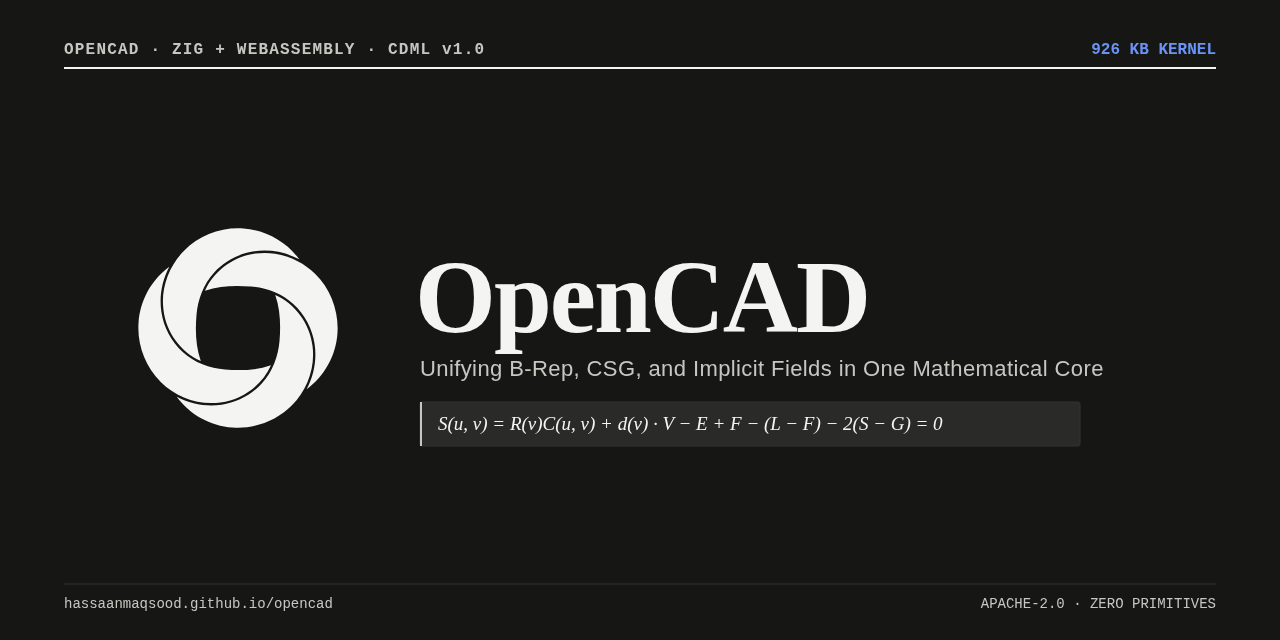 OPENCAD · ZIG + WEBASSEMBLY · CDML v1.0
926 KB KERNEL
OpenCAD
Unifying B-Rep, CSG, and Implicit Fields in One Mathematical Core
S(u, v) = R(v)C(u, v) + d(v) · V − E + F − (L − F) − 2(S − G) = 0
hassaanmaqsood.github.io/opencad
APACHE-2.0 · ZERO PRIMITIVES